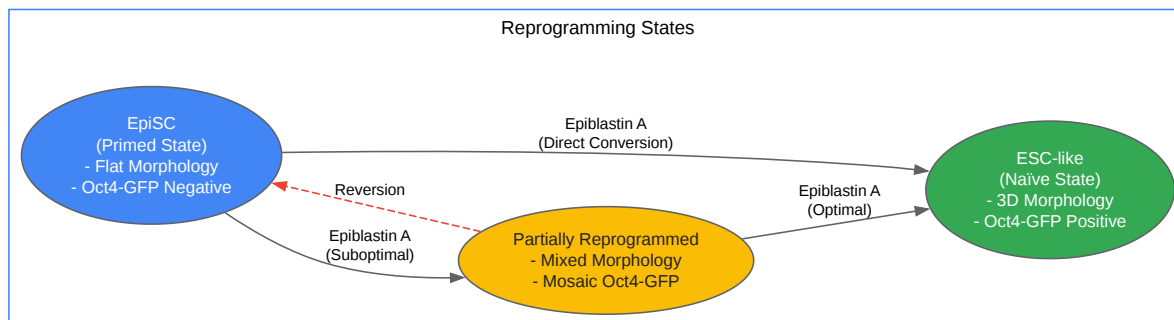 Reprogramming States
EpiSC
(Primed State)
- Flat Morphology
- Oct4-GFP Negative
Epiblastin A
(Direct Conversion)
ESC-like
(Naïve State)
- 3D Morphology
- Oct4-GFP Positive
Reversion
Epiblastin A
(Optimal)
Epiblastin A
(Suboptimal)
Partially Reprogrammed
- Mixed Morphology
- Mosaic Oct4-GFP